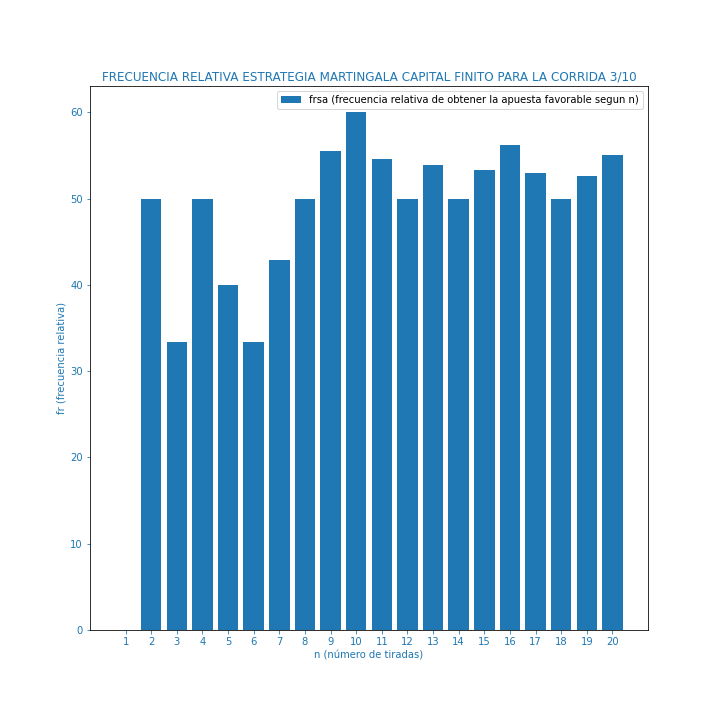 FRECUENCIA RELATIVA ESTRATEGIA MARTINGALA CAPITAL FINITO PARA LA CORRIDA 3/10
frsa (frecuencia relativa de obtener la apuesta favorable segun n)
60
50
40
30
20
10
0
fr (frecuencia relativa)
1 2 3 4 5 6 7 8 9 10 11 12 13 14 15 16 17 18 19 20
n (número de tiradas)